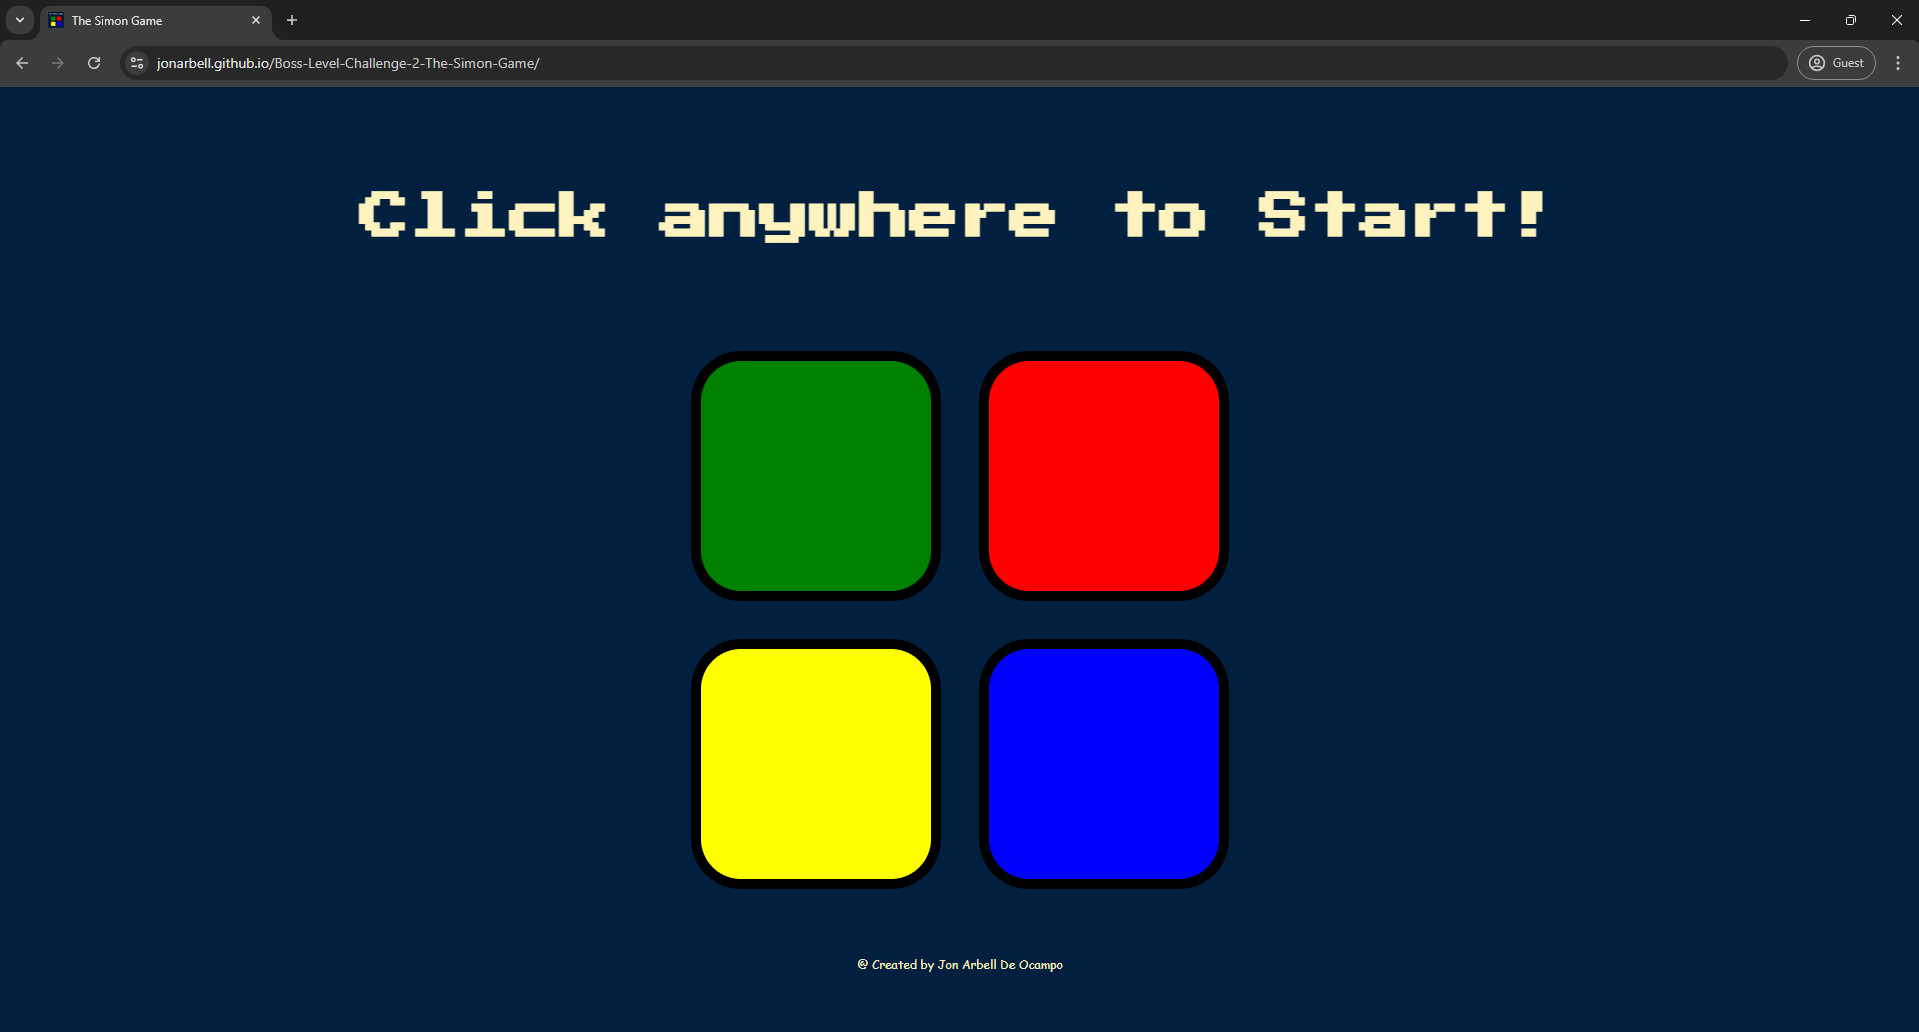 The Simon Game
jonarbell.github.io/Boss-Level-Challenge-2-The-Simon-Game/
Guest
Click anywhere to Start!
@ Created by Jon Arbell De Ocampo